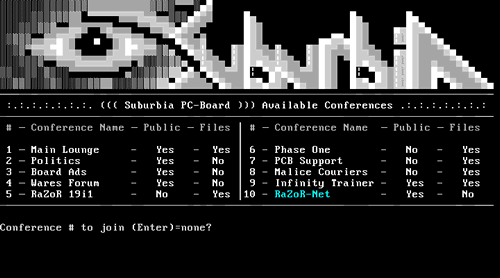 Suburbia
:.:.:.:.:.:.:. ((( Suburbia PC-Board ))) Available Conferences .:.:.:.:.:.:.:
# - Conference Name - Public - Files | # - Conference Name - Public - Files
1 - Main Lounge - Yes - Yes | 6 - Phase One - No - Yes
2 - Politics - Yes - No | 7 - PCB Support - No - Yes
3 - Board Ads - Yes - No | 8 - Malice Couriers - No - Yes
4 - Wares Forum - Yes - No | 9 - Infinity Trainer - Yes - Yes
5 - RaZoR 1911 - No - Yes | 10 - RaZoR-Net - Yes - No
Conference # to join (Enter)=none?